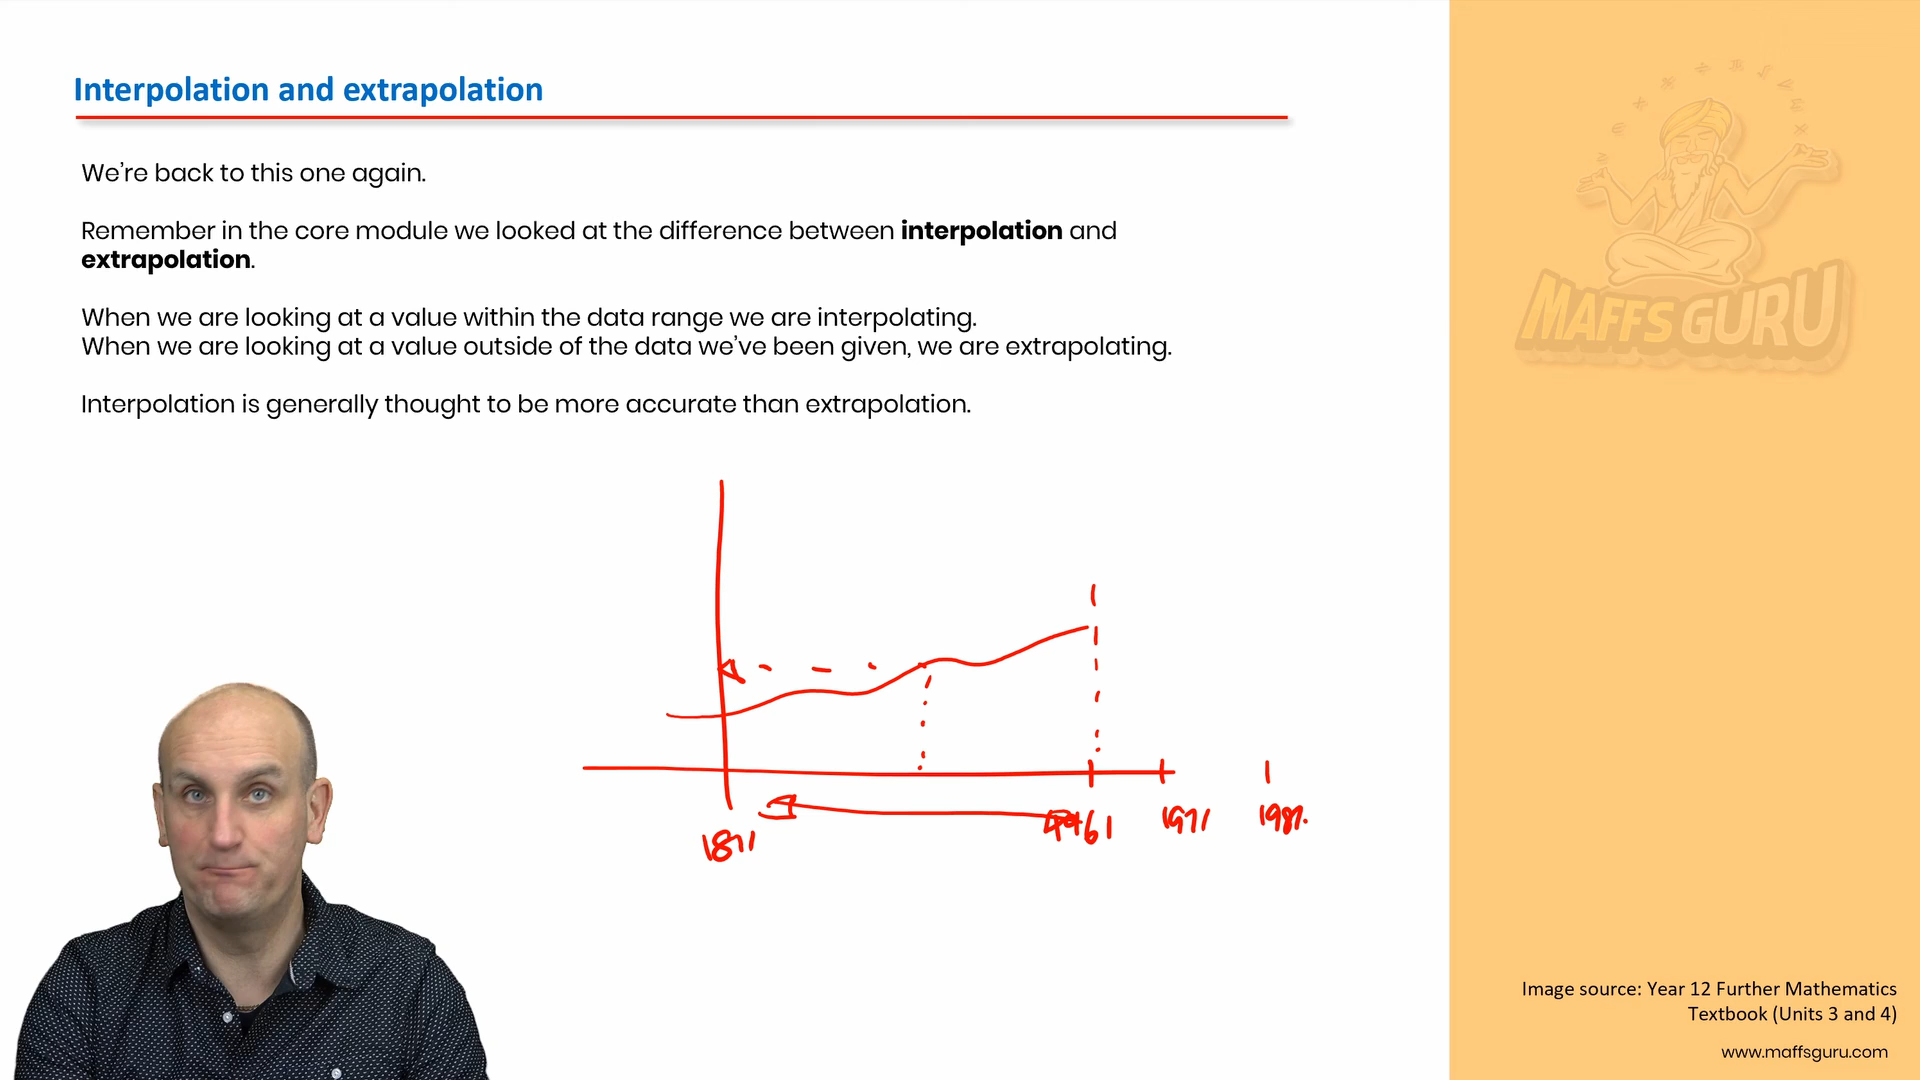 Interpolation and extrapolation
We're back to this one again.
Remember in the core module we looked at the difference between interpolation and
extrapolation.
When we are looking at a value within the data range we are interpolating.
When we are looking at a value outside of the data we've been given, we are extrapolating.
Interpolation is generally thought to be more accurate than extrapolation.
1871
1961
1971
1981.
MAFFS GURU
Image source: Year 12 Further Mathematics
Textbook (Units 3 and 4)
www.maffsguru.com